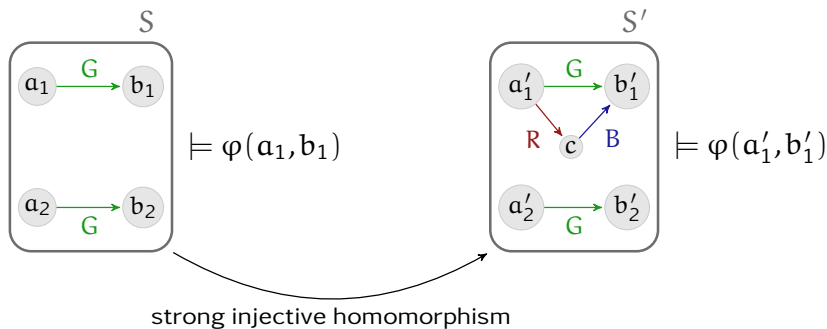 S S′
a₁ G b₁ a′₁ G b′₁
⊨ φ(a₁, b₁) R c B ⊨ φ(a′₁, b′₁)
a₂ G b₂ a′₂ G b′₂
strong injective homomorphism